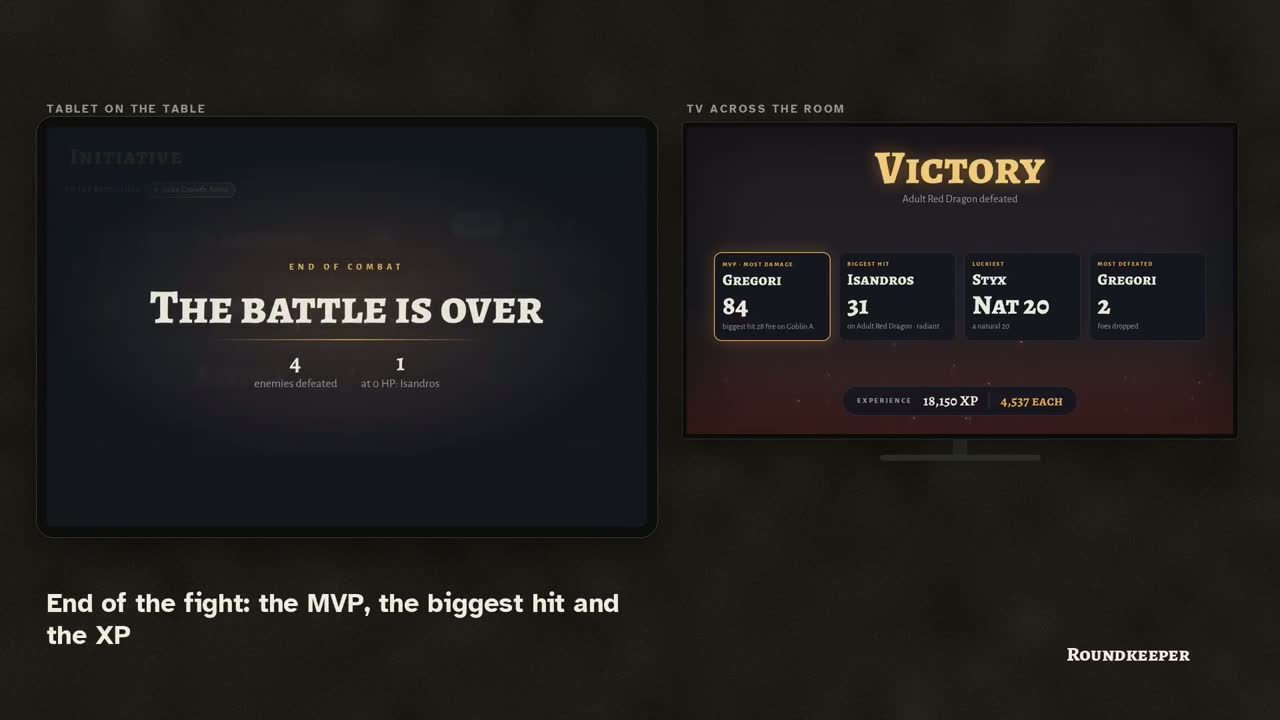 TABLET ON THE TABLE
INITIATIVE
END OF COMBAT
THE BATTLE IS OVER
4
enemies defeated
1
at 0 HP: Isandros
TV ACROSS THE ROOM
VICTORY
Adult Red Dragon defeated
MVP · MOST DAMAGE
GREGORI
84
biggest hit 28 fire on Goblin A
BIGGEST HIT
ISANDROS
31
on Adult Red Dragon · radiant
LUCKIEST
STYX
NAT 20
a natural 20
MOST DEFEATED
GREGORI
2
foes dropped
EXPERIENCE 18,150 XP 4,537 EACH
End of the fight: the MVP, the biggest hit and
the XP
ROUNDKEEPER